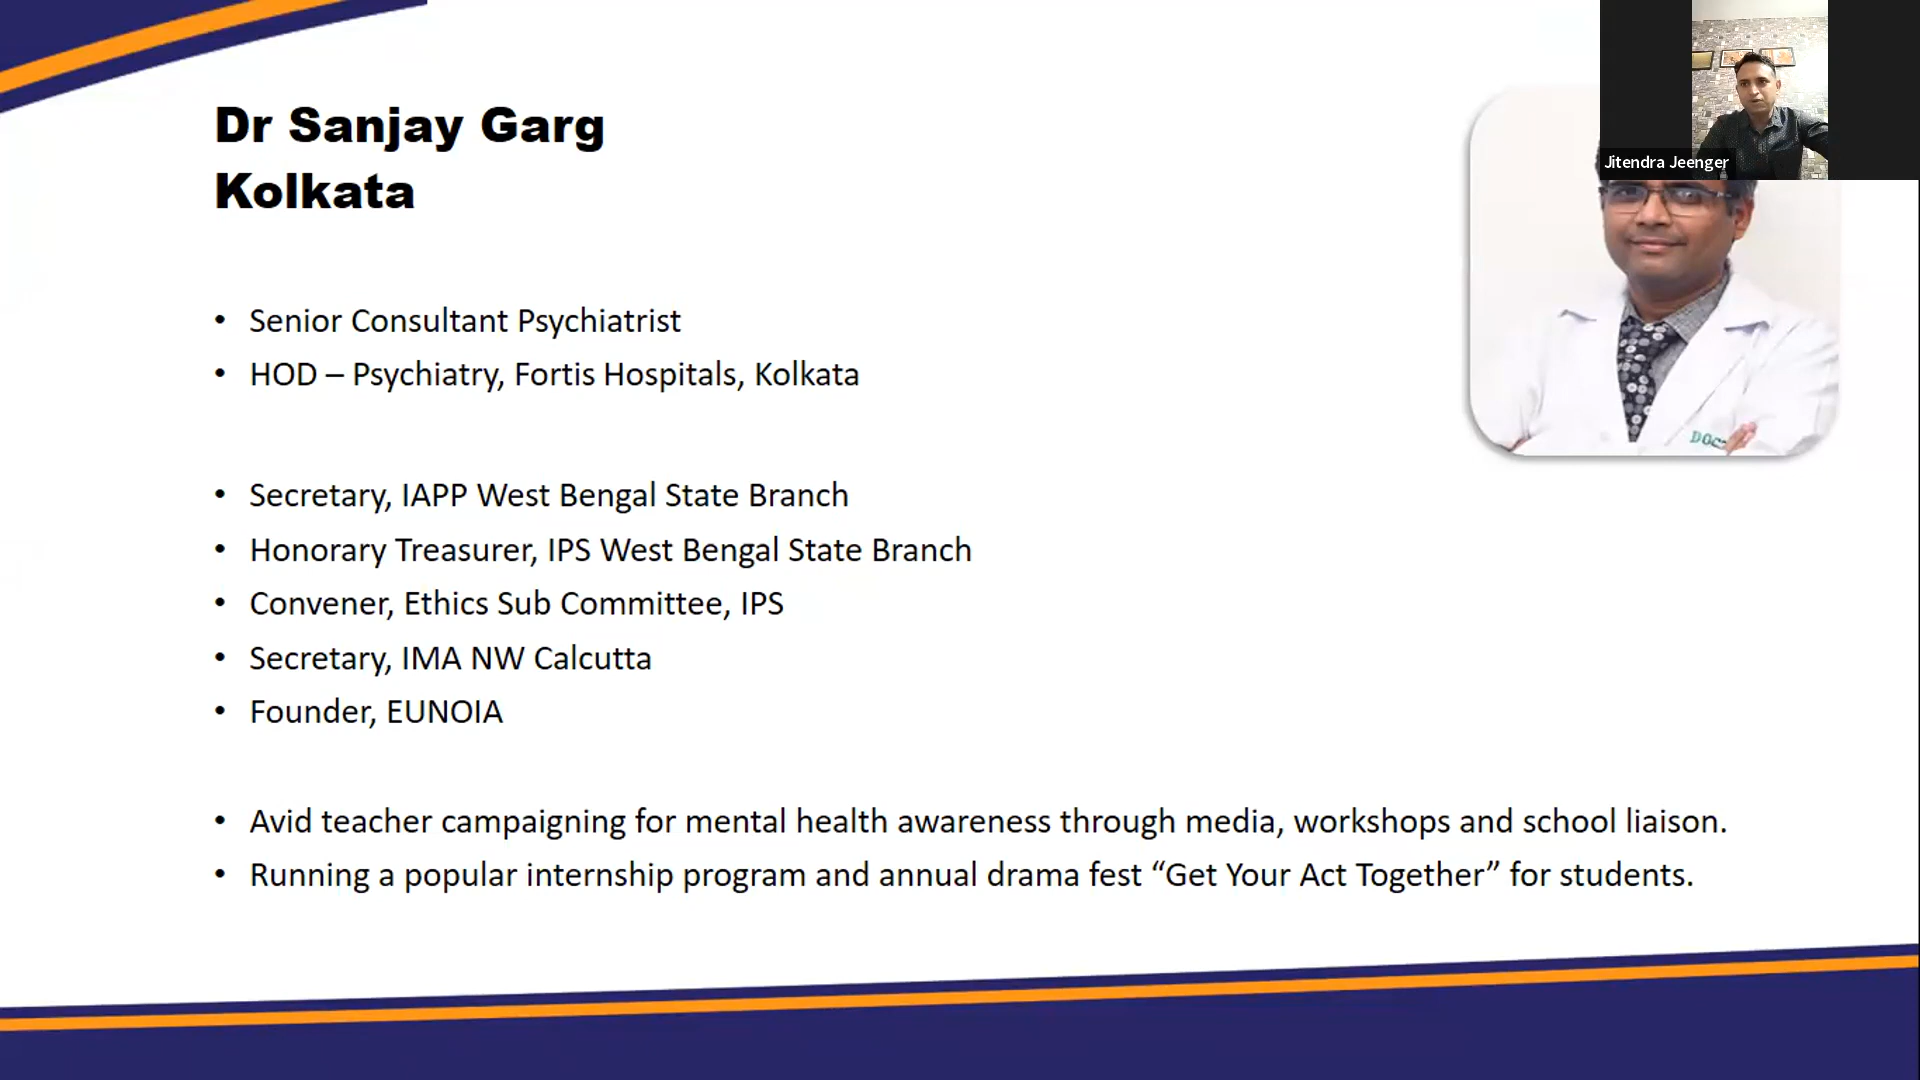 Dr Sanjay Garg
Kolkata
Jitendra Jeenger
• Senior Consultant Psychiatrist
• HOD – Psychiatry, Fortis Hospitals, Kolkata
• Secretary, IAPP West Bengal State Branch
• Honorary Treasurer, IPS West Bengal State Branch
• Convener, Ethics Sub Committee, IPS
• Secretary, IMA NW Calcutta
• Founder, EUNOIA
• Avid teacher campaigning for mental health awareness through media, workshops and school liaison.
• Running a popular internship program and annual drama fest “Get Your Act Together” for students.